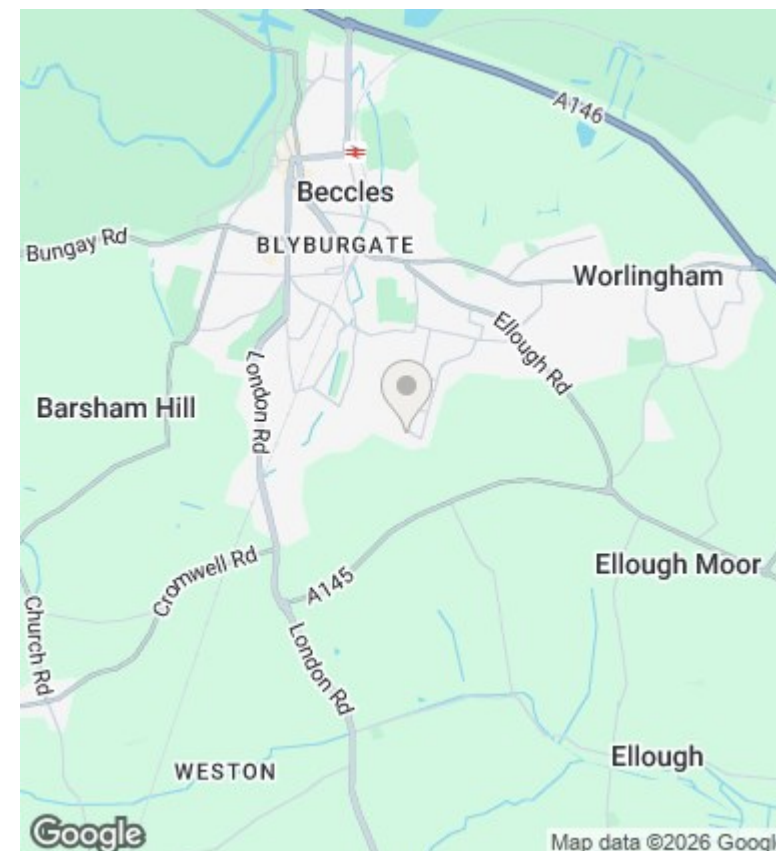 A146
Beccles
Bungay Rd
BLYBURGATE
Worlingham
Ellough Rd
London Rd
Barsham Hill
Cromwell Rd
A145
Ellough Moor
Church Rd
London Rd
WESTON
Ellough
Google
Map data ©2026 Googl